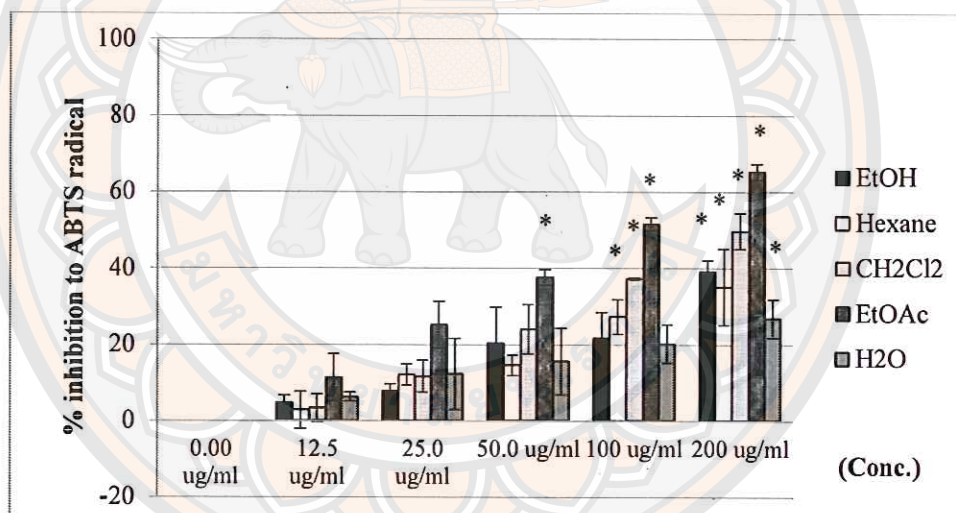 100
80
60
40
20
0
-20
% inhibition to ABTS radical
* * * * * * * * *
0.00 ug/ml
12.5 ug/ml
25.0 ug/ml
50.0 ug/ml
100 ug/ml
200 ug/ml
(Conc.)
EtOH
Hexane
CH2Cl2
EtOAc
H2O